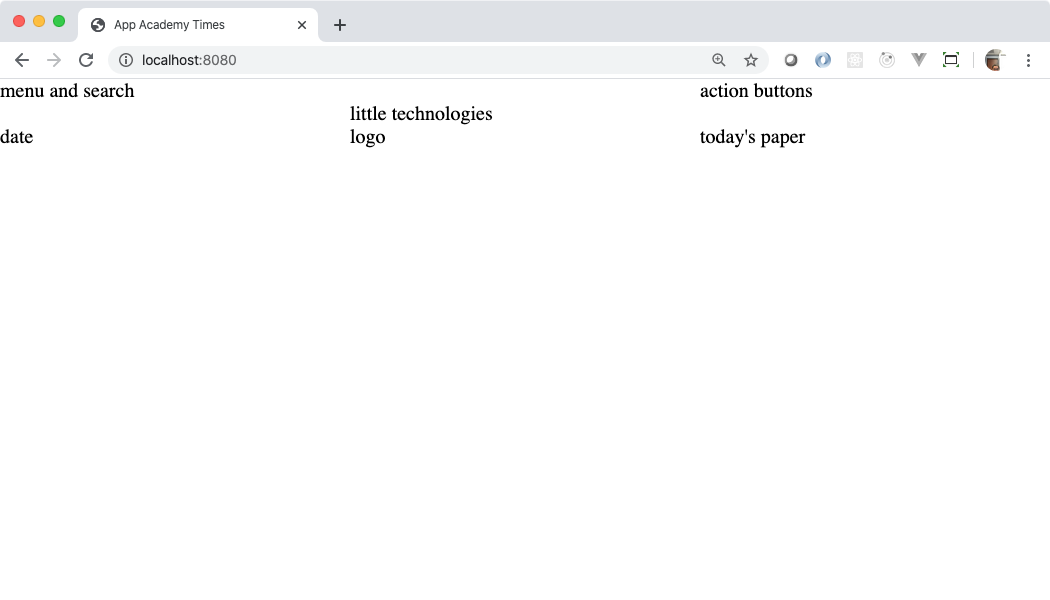 App Academy Times
localhost:8080
menu and search action buttons
little technologies
date logo today's paper